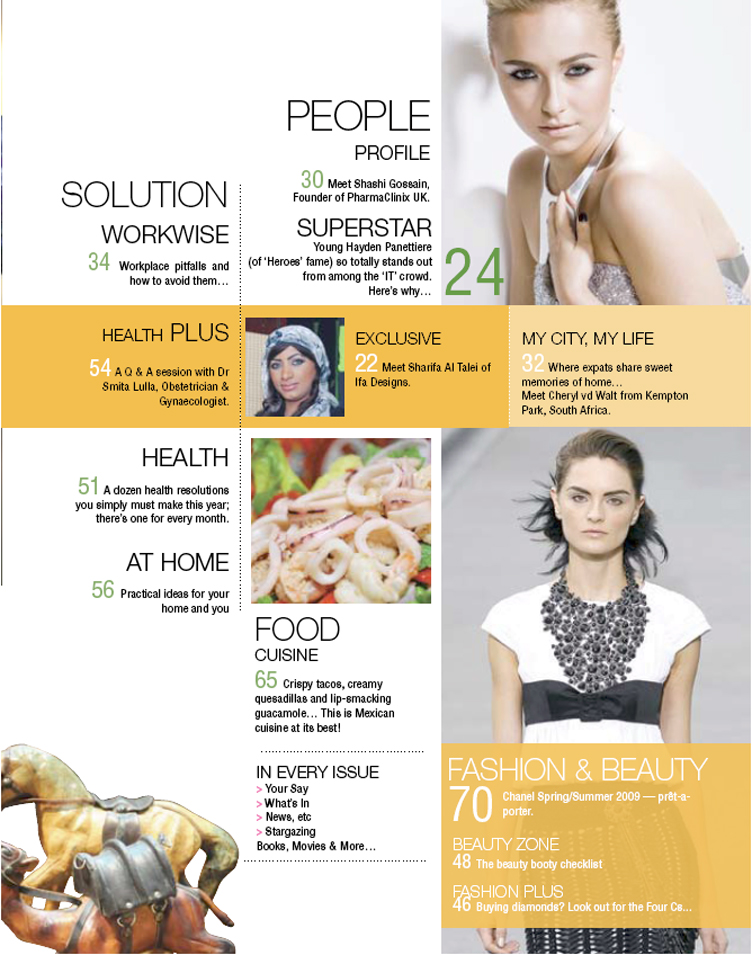 PEOPLE
PROFILE
30 Meet Shashi Gossain,
Founder of PharmaClinix UK.
SUPERSTAR
Young Hayden Panettiere
(of ‘Heroes’ fame) so totally stands out
from among the ‘IT’ crowd.
Here’s why…
24
SOLUTION
WORKWISE
34 Workplace pitfalls and
how to avoid them…
HEALTH PLUS
54 A Q & A session with Dr
Smita Lulla, Obstetrician &
Gynaecologist.
EXCLUSIVE
22 Meet Sharifa Al Talei of
Ifa Designs.
MY CITY, MY LIFE
32 Where expats share sweet
memories of home…
Meet Cheryl vd Walt from Kempton
Park, South Africa.
HEALTH
51 A dozen health resolutions
you simply must make this year;
there’s one for every month.
AT HOME
56 Practical ideas for your
home and you
FOOD
CUISINE
65 Crispy tacos, creamy
quesadillas and lip-smacking
guacamole… This is Mexican
cuisine at its best!
IN EVERY ISSUE
> Your Say
> What’s In
> News, etc
> Stargazing
Books, Movies & More…
FASHION & BEAUTY
70 Chanel Spring/Summer 2009 — prêt-a-
porter.
BEAUTY ZONE
48 The beauty booty checklist
FASHION PLUS
46 Buying diamonds? Look out for the Four Cs…